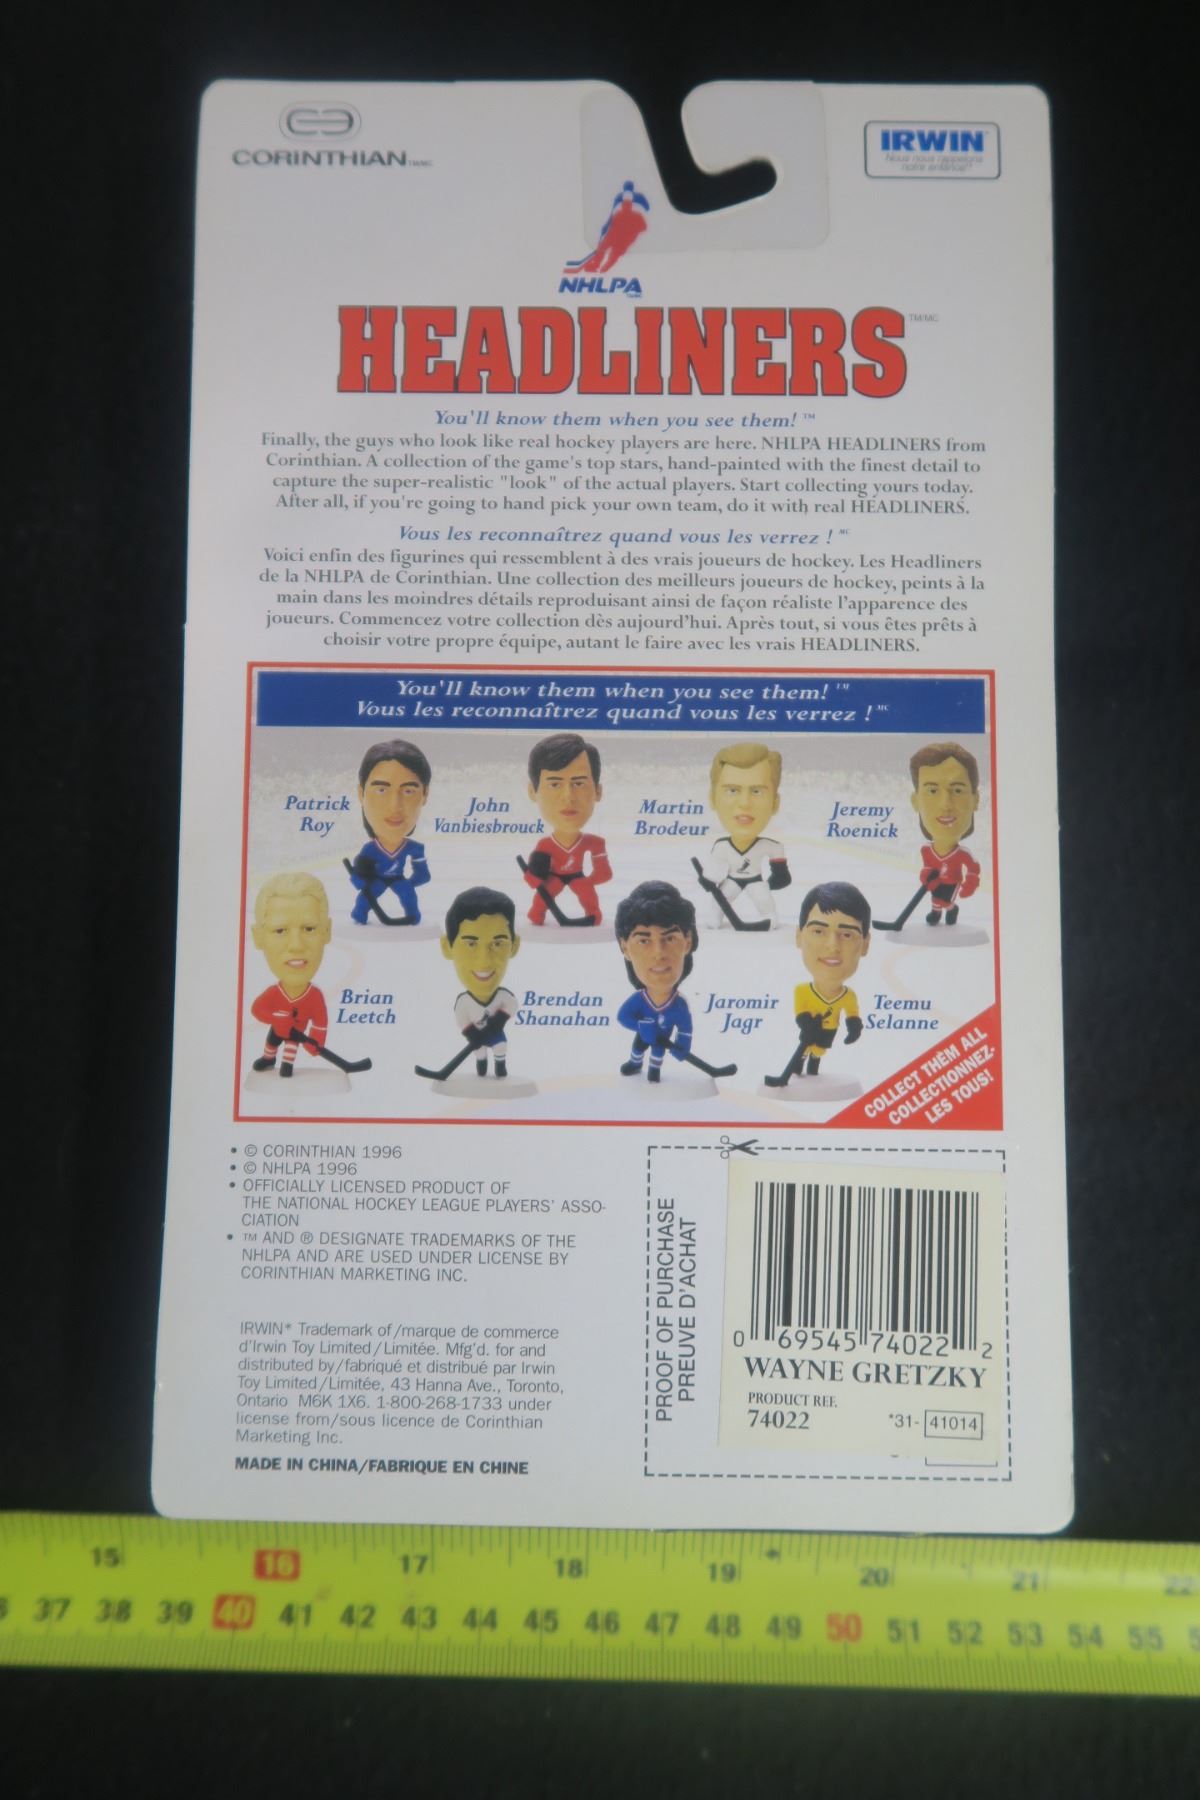 CORINTHIAN TM/MC
IRWIN
Nous nous rappelons
notre enfance*
NHLPA
TM/MC
HEADLINERS TM/MC
You'll know them when you see them! ™
Finally, the guys who look like real hockey players are here. NHLPA HEADLINERS from
Corinthian. A collection of the game's top stars, hand-painted with the finest detail to
capture the super-realistic "look" of the actual players. Start collecting yours today.
After all, if you're going to hand pick your own team, do it with real HEADLINERS.
Vous les reconnaîtrez quand vous les verrez ! MC
Voici enfin des figurines qui ressemblent à des vrais joueurs de hockey. Les Headliners
de la NHLPA de Corinthian. Une collection des meilleurs joueurs de hockey, peints à la
main dans les moindres détails reproduisant ainsi de façon réaliste l'apparence des
joueurs. Commencez votre collection dès aujourd'hui. Après tout, si vous êtes prêts à
choisir votre propre équipe, autant le faire avec les vrais HEADLINERS.
You'll know them when you see them! ™
Vous les reconnaîtrez quand vous les verrez ! MC
Patrick
Roy
John
Vanbiesbrouck
Martin
Brodeur
Jeremy
Roenick
Brian
Leetch
Brendan
Shanahan
Jaromir
Jagr
Teemu
Selanne
COLLECT THEM ALL
COLLECTIONNEZ-
LES TOUS!
• © CORINTHIAN 1996
• © NHLPA 1996
• OFFICIALLY LICENSED PRODUCT OF
THE NATIONAL HOCKEY LEAGUE PLAYERS' ASSO-
CIATION
• ™ AND ® DESIGNATE TRADEMARKS OF THE
NHLPA AND ARE USED UNDER LICENSE BY
CORINTHIAN MARKETING INC.
IRWIN* Trademark of/marque de commerce
d'Irwin Toy Limited/Limitée. Mfg'd. for and
distributed by/fabriqué et distribué par Irwin
Toy Limited/Limitée, 43 Hanna Ave., Toronto,
Ontario M6K 1X6. 1-800-268-1733 under
license from/sous licence de Corinthian
Marketing Inc.
MADE IN CHINA/FABRIQUE EN CHINE
PROOF OF PURCHASE
PREUVE D'ACHAT
0 69545 74022 2
WAYNE GRETZKY
PRODUCT REF.
74022 *31- 41014
15 16 17 18 19 20 21 22
37 38 39 40 41 42 43 44 45 46 47 48 49 50 51 52 53 54 55